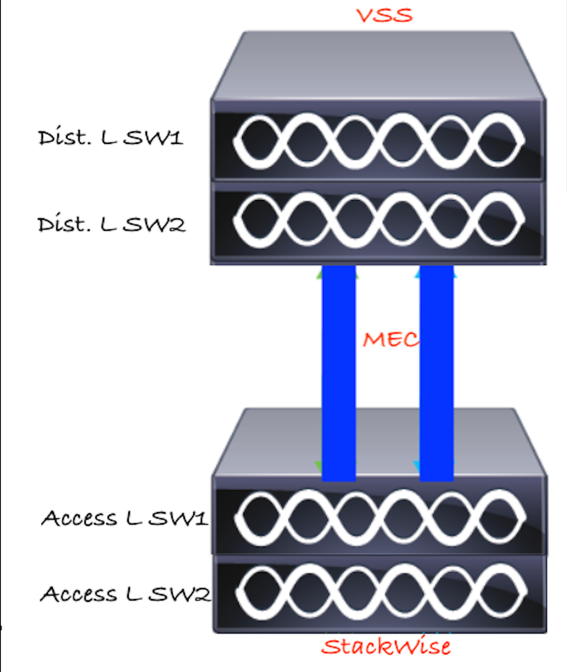 VSS
Dist. L SW1
Dist. L SW2
MEC
Access L SW1
Access L SW2
StackWise